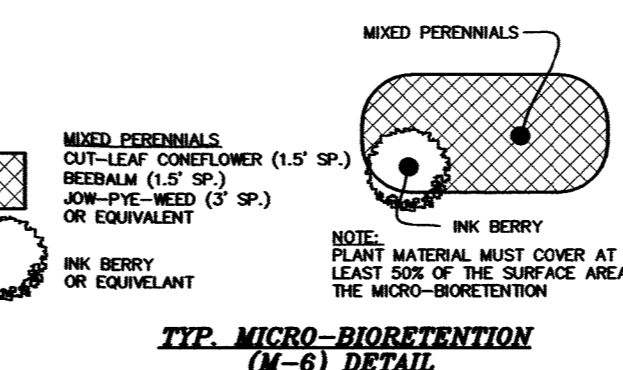 MIXED PERENNIALS
MIXED PERENNIALS
CUT-LEAF CONEFLOWER (1.5' SP.)
BEEBALM (1.5' SP.)
JOW-PYE-WEED (3' SP.)
OR EQUIVALENT
INK BERRY
OR EQUIVELANT
INK BERRY
NOTE:
PLANT MATERIAL MUST COVER AT
LEAST 50% OF THE SURFACE AREA
THE MICRO-BIORETENTION
TYP. MICRO-BIORETENTION
(M-6) DETAIL